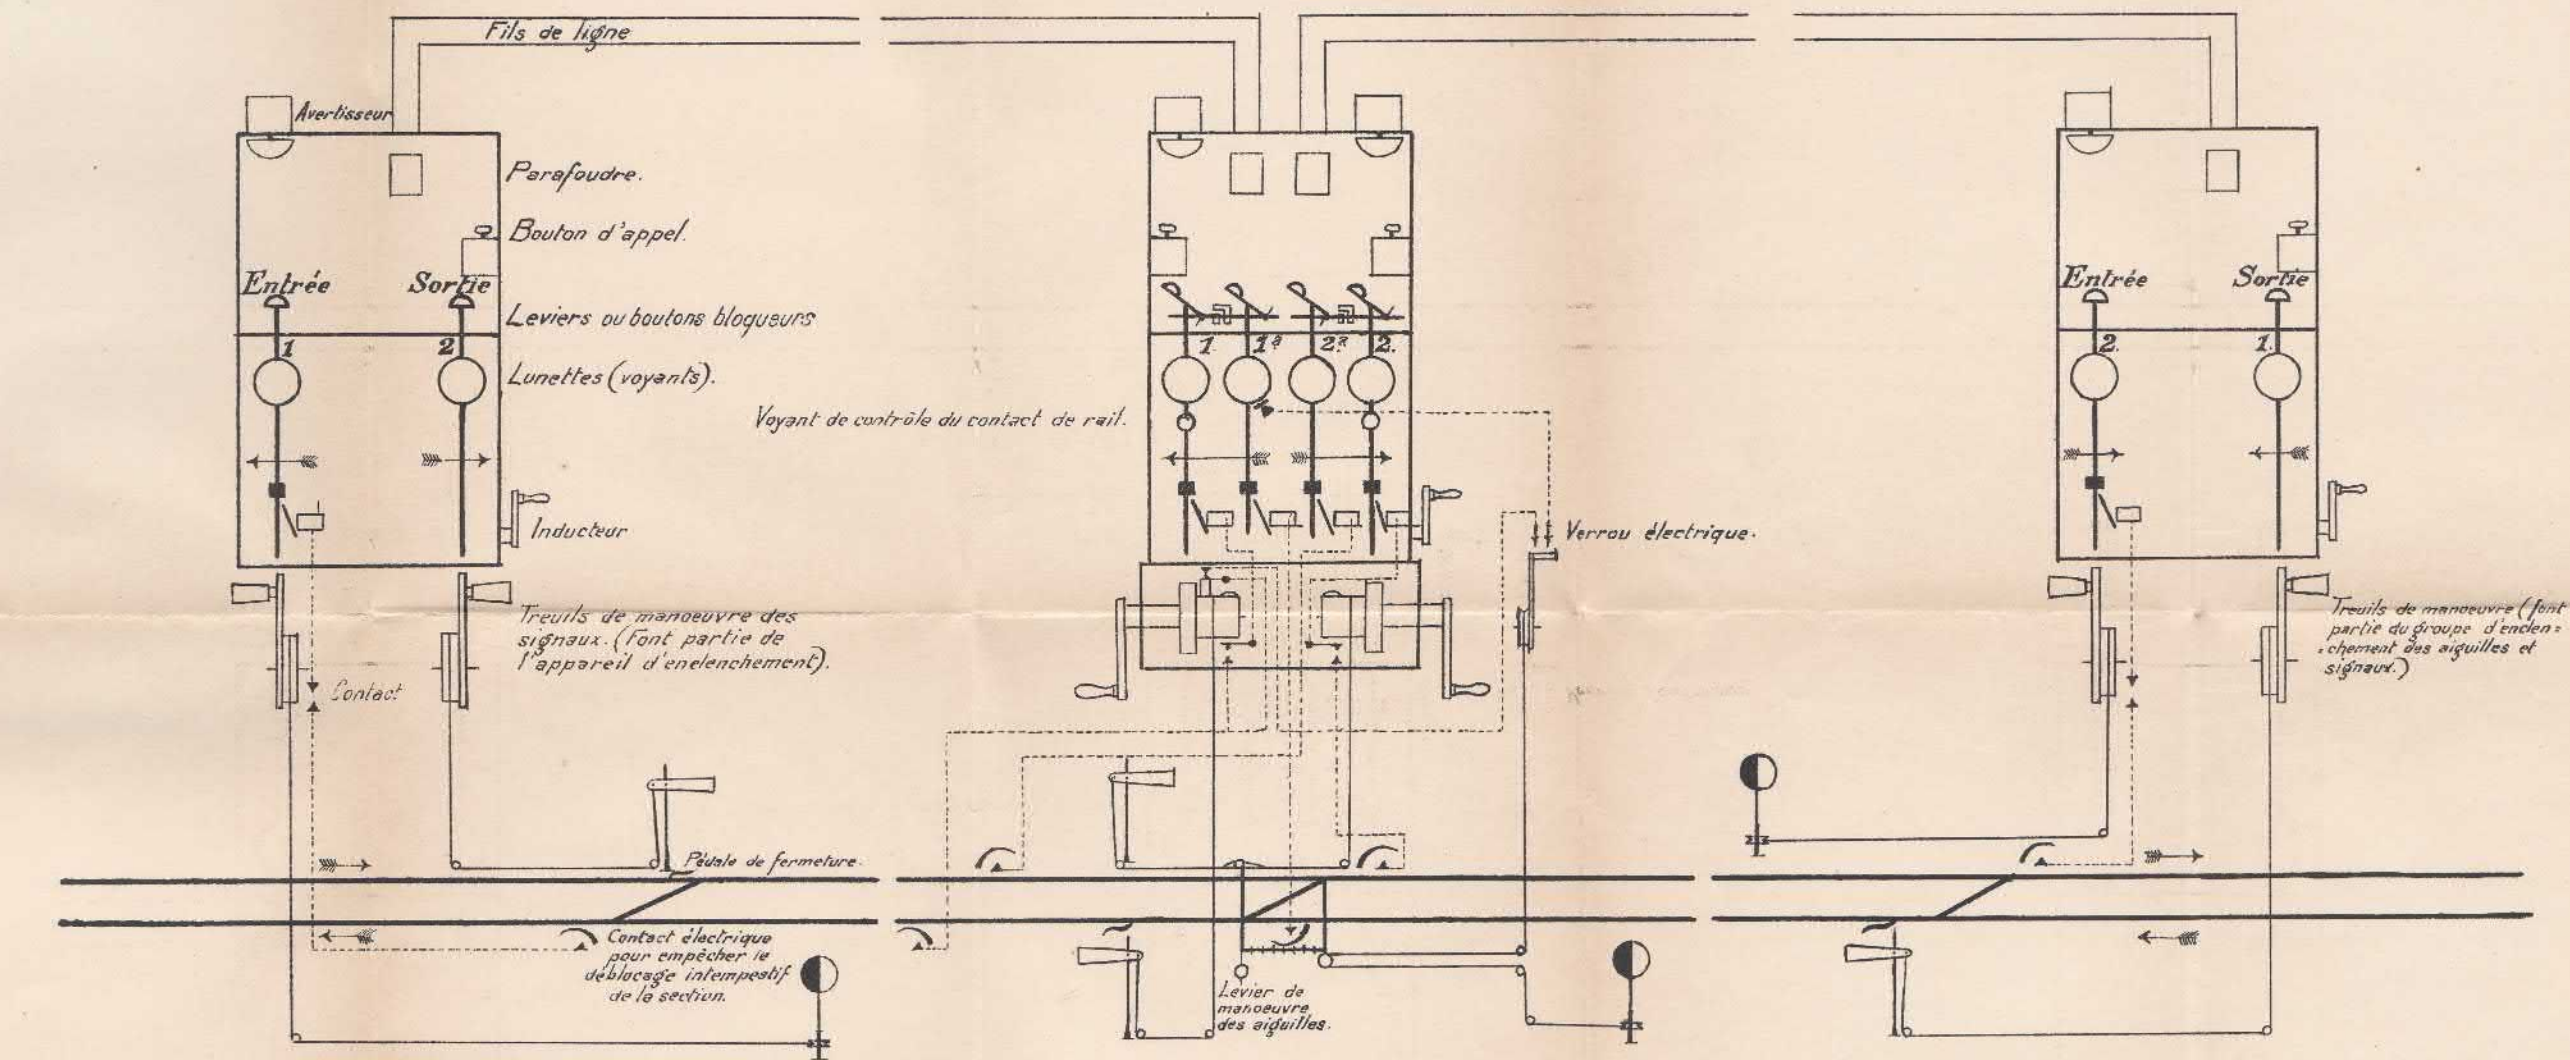 Fils de ligne
Avertisseur
Parafoudre.
Bouton d'appel.
Entrée
Sortie
Leviers ou boutons bloqueurs
1
2
Lunettes (voyants).
Inducteur
Treuils de manoeuvre des
signaux. (Font partie de
l'appareil d'enelenchement).
Contact
Pédale de fermeture.
Contact électrique
pour empêcher le
déblocage intempestif
de la section.
1.
1ª
2ª
2.
Voyant de contrôle du contact de rail.
Verrou électrique.
Levier de
manoeuvre
des aiguilles.
Entrée
Sortie
2.
1.
Treuils de manoeuvre (font
partie du groupe d'enclen=
=chement des aiguilles et
signaux.)